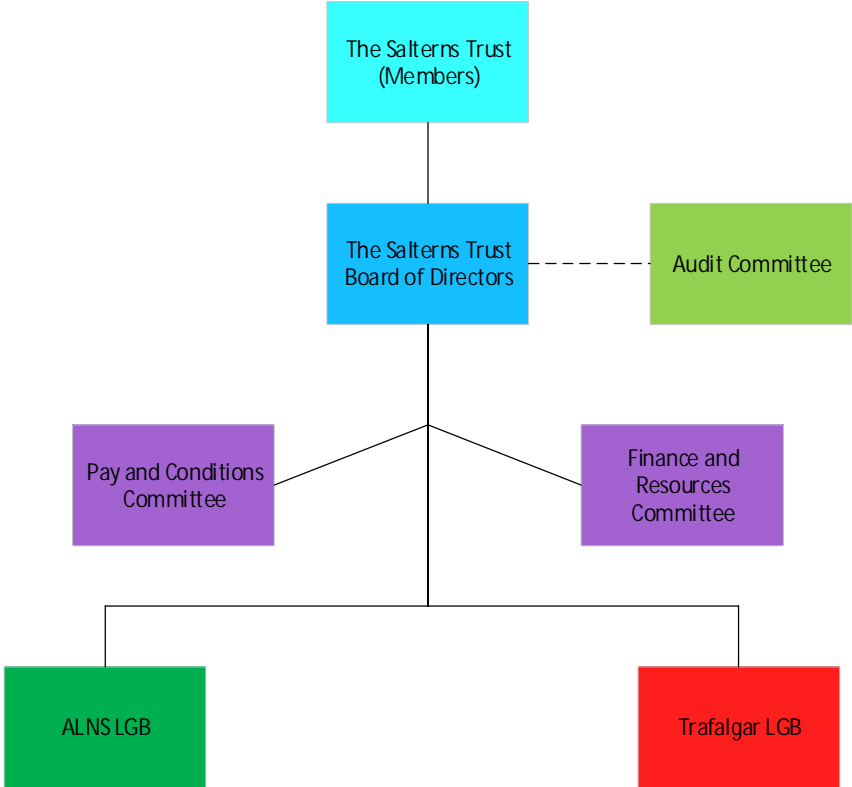 The Salterns Trust
(Members)
The Salterns Trust
Board of Directors
Audit Committee
Pay and Conditions
Committee
Finance and
Resources
Committee
ALNS LGB
Trafalgar LGB